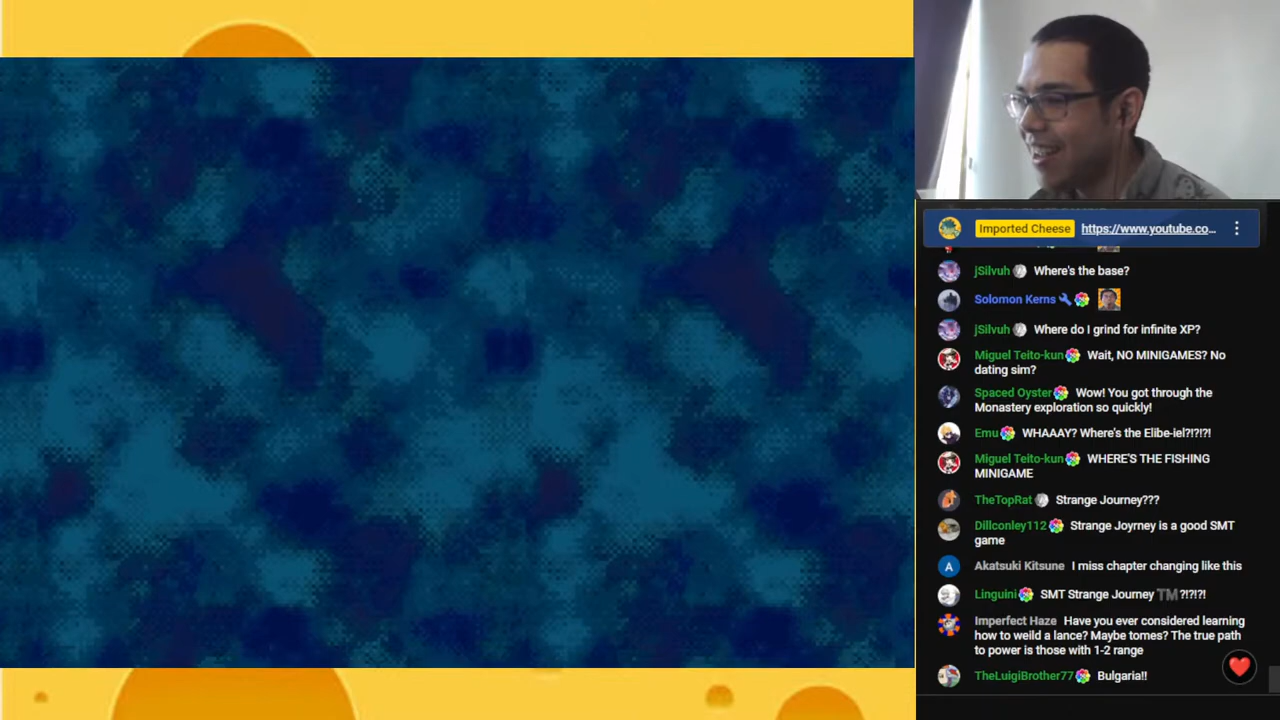 Imported Cheese https://www.youtube.co...
jSilvuh Where's the base?
Solomon Kerns
jSilvuh Where do I grind for infinite XP?
Miguel Teito-kun Wait, NO MINIGAMES? No
dating sim?
Spaced Oyster Wow! You got through the
Monastery exploration so quickly!
Emu WHAAAY? Where's the Elibe-iel?!?!?!
Miguel Teito-kun WHERE'S THE FISHING
MINIGAME
TheTopRat Strange Journey???
Dillconley112 Strange Joyrney is a good SMT
game
A Akatsuki Kitsune I miss chapter changing like this
Linguini SMT Strange Journey ™️?!?!?!
Imperfect Haze Have you ever considered learning
how to weild a lance? Maybe tomes? The true path
to power is those with 1-2 range
TheLuigiBrother77 Bulgaria!!